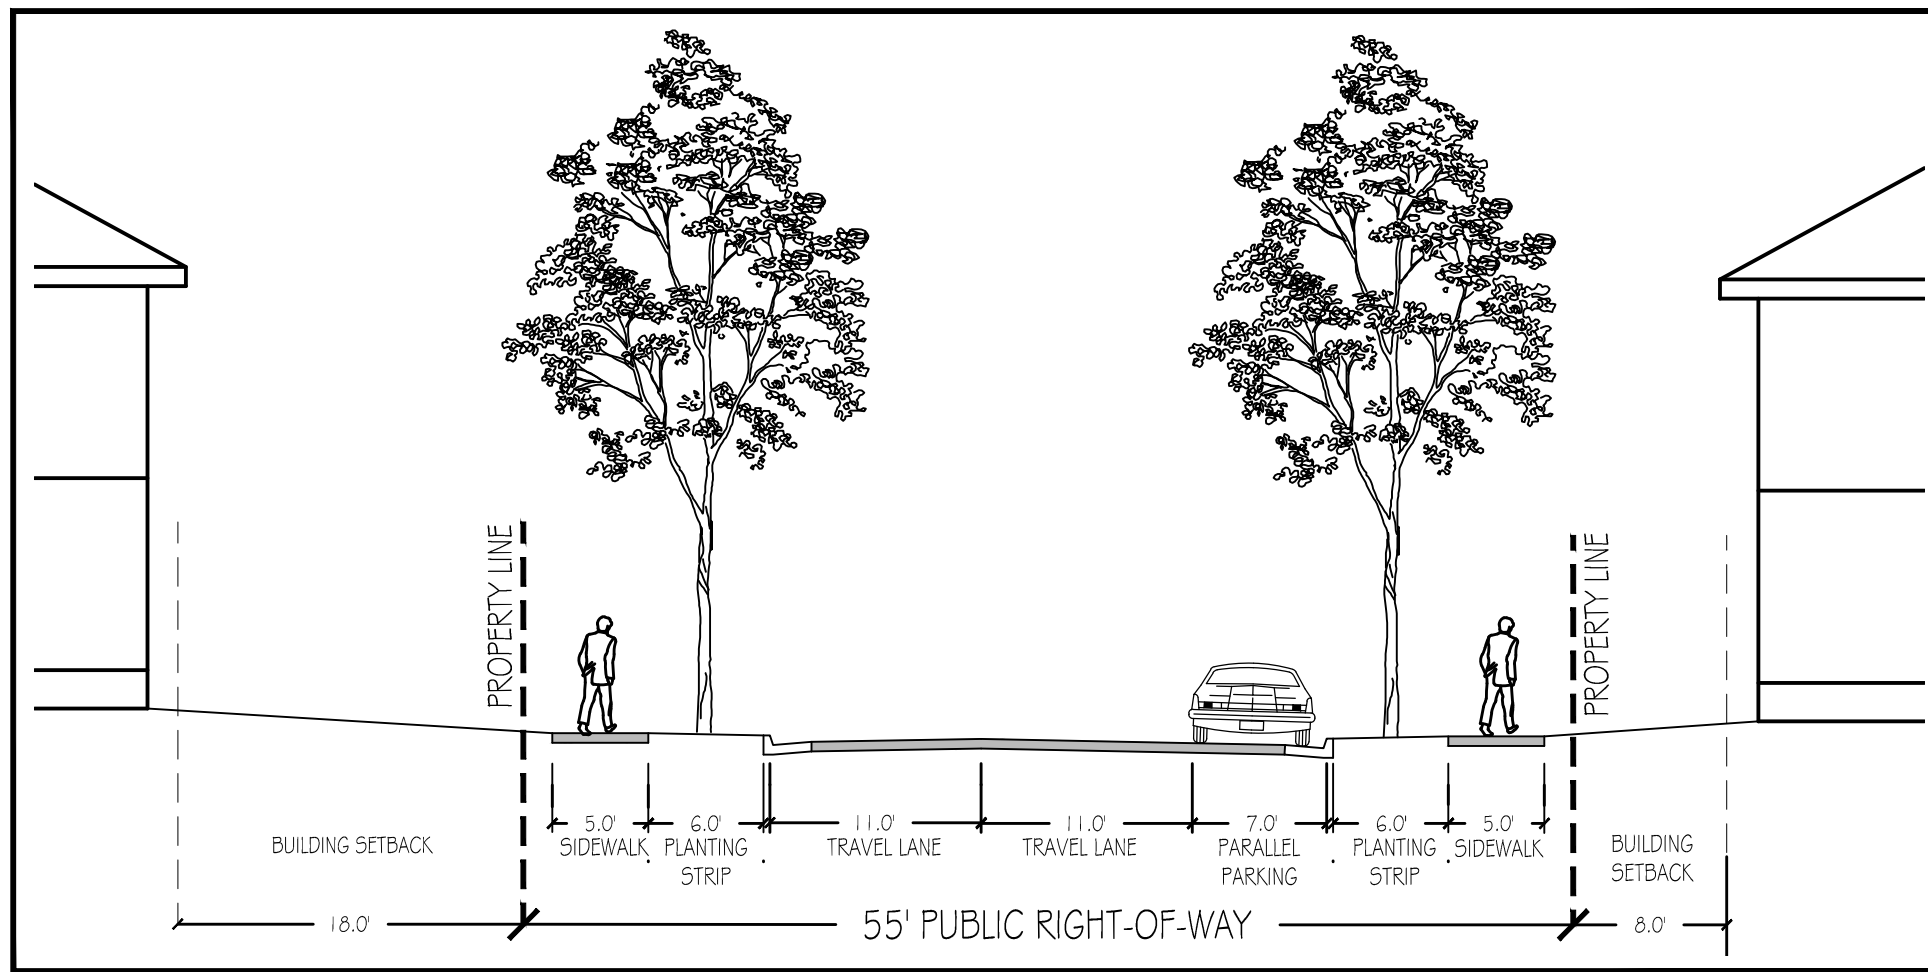 PROPERTY LINE
PROPERTY LINE
5.0'
6.0'
11.0'
11.0'
7.0'
6.0'
5.0'
BUILDING SETBACK
SIDEWALK
PLANTING
STRIP
TRAVEL LANE
TRAVEL LANE
PARALLEL
PARKING
PLANTING
STRIP
SIDEWALK
BUILDING
SETBACK
18.0'
55' PUBLIC RIGHT-OF-WAY
8.0'